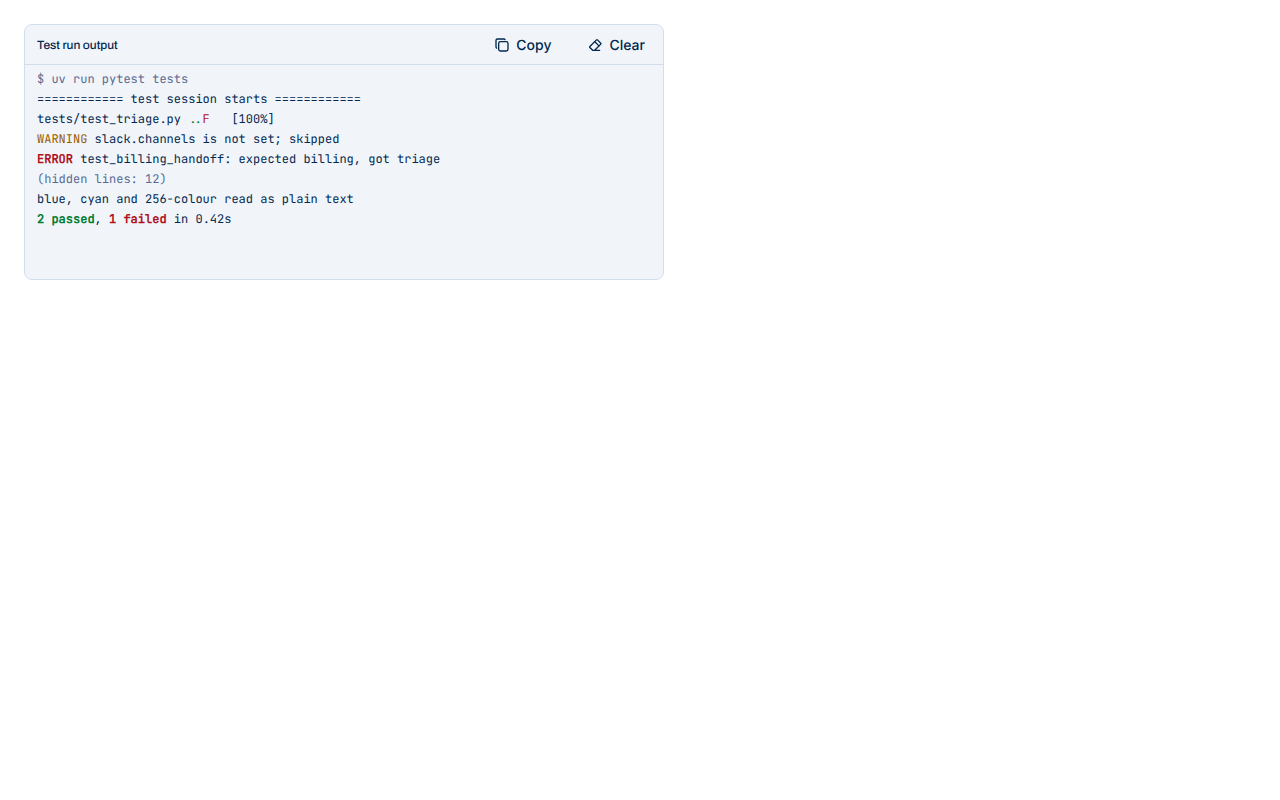 Test run output
Copy
Clear
$ uv run pytest tests
============ test session starts ============
tests/test_triage.py ..F   [100%]
WARNING slack.channels is not set; skipped
ERROR test_billing_handoff: expected billing, got triage
(hidden lines: 12)
blue, cyan and 256-colour read as plain text
2 passed, 1 failed in 0.42s